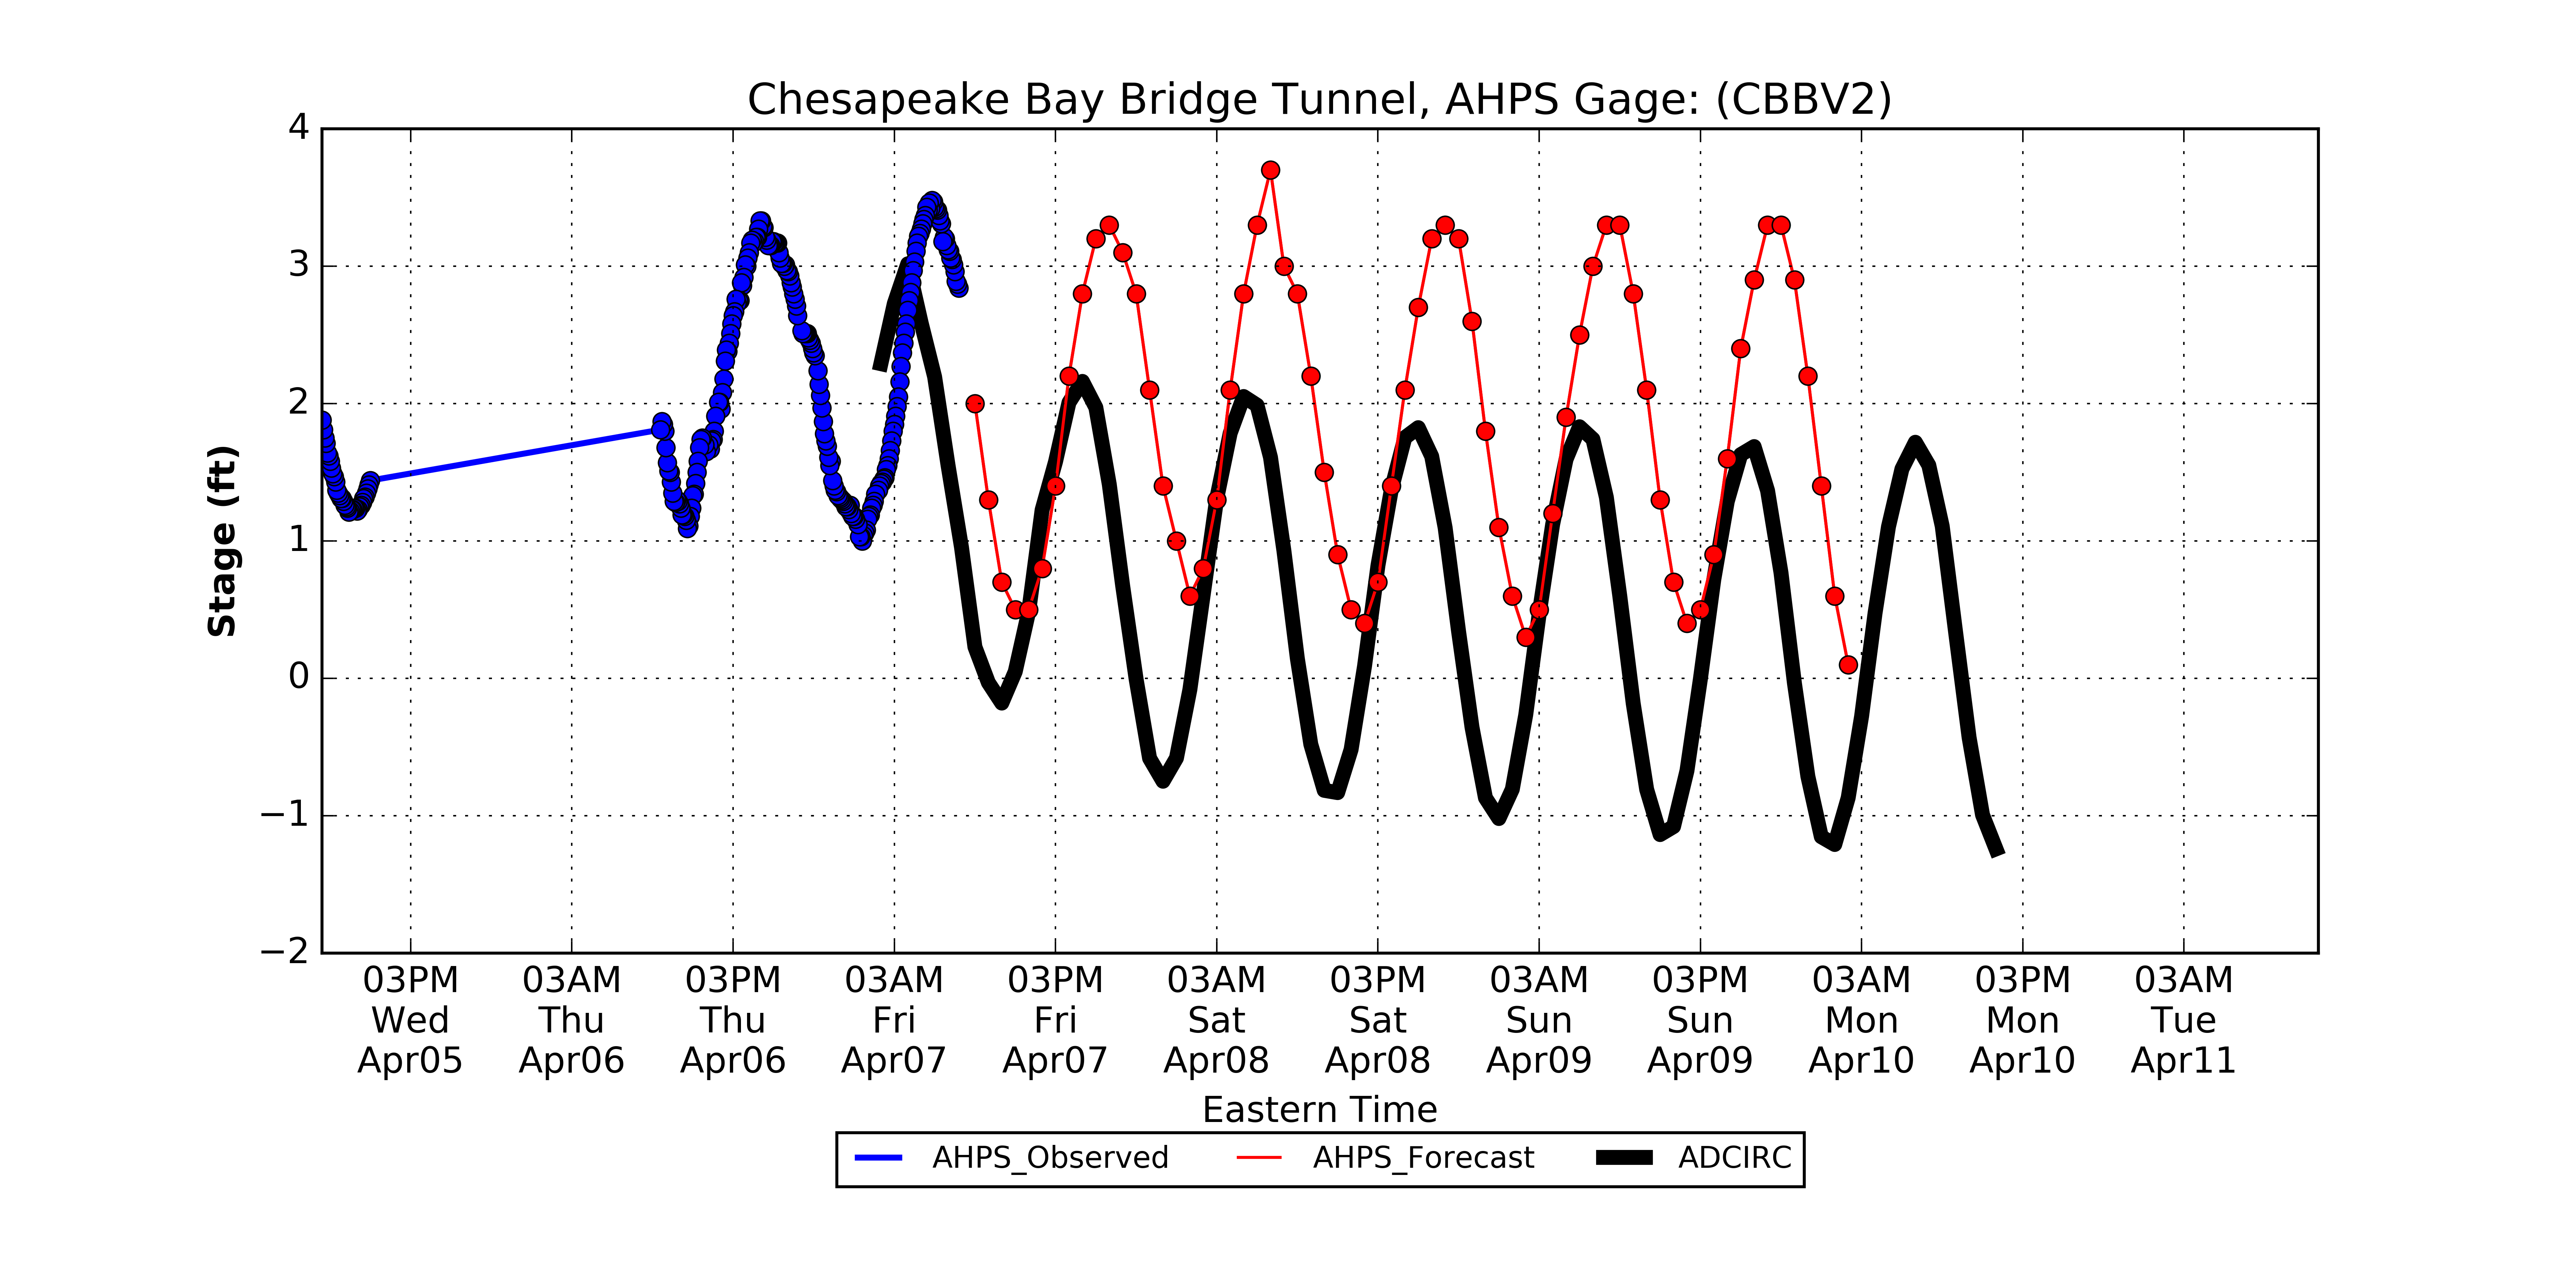 Chesapeake Bay Bridge Tunnel, AHPS Gage: (CBBV2)
4
3
2
1
0
−1
−2
Stage (ft)
03PM 03AM 03PM 03AM 03PM 03AM 03PM 03AM 03PM 03AM 03PM 03AM
Wed Thu Thu Fri Fri Sat Sat Sun Sun Mon Mon Tue
Apr05 Apr06 Apr06 Apr07 Apr07 Apr08 Apr08 Apr09 Apr09 Apr10 Apr10 Apr11
Eastern Time
AHPS_Observed AHPS_Forecast ADCIRC